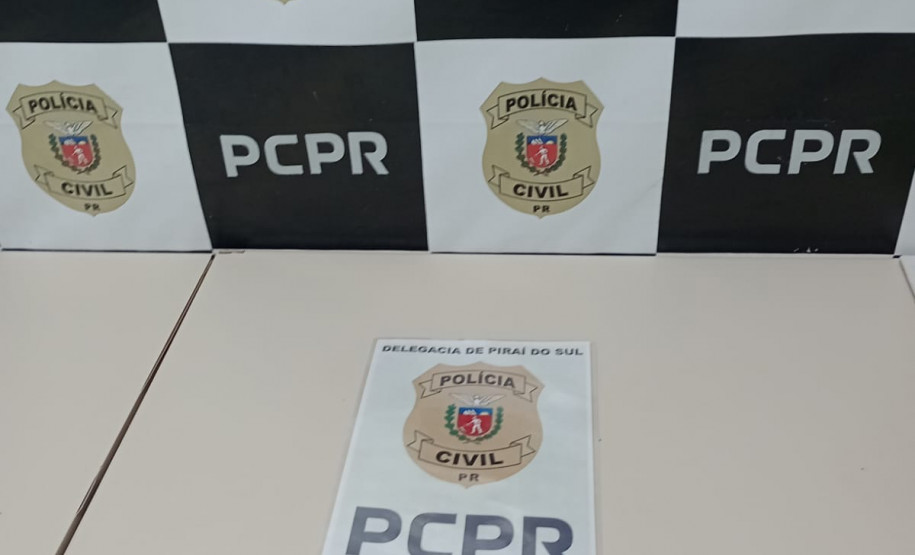 POLÍCIA
CIVIL
PR
PCPR
POLÍCIA
CIVIL
PR
PCPR
DELEGACIA DE PIRAÍ DO SUL
POLÍCIA
CIVIL
PR
PCPR